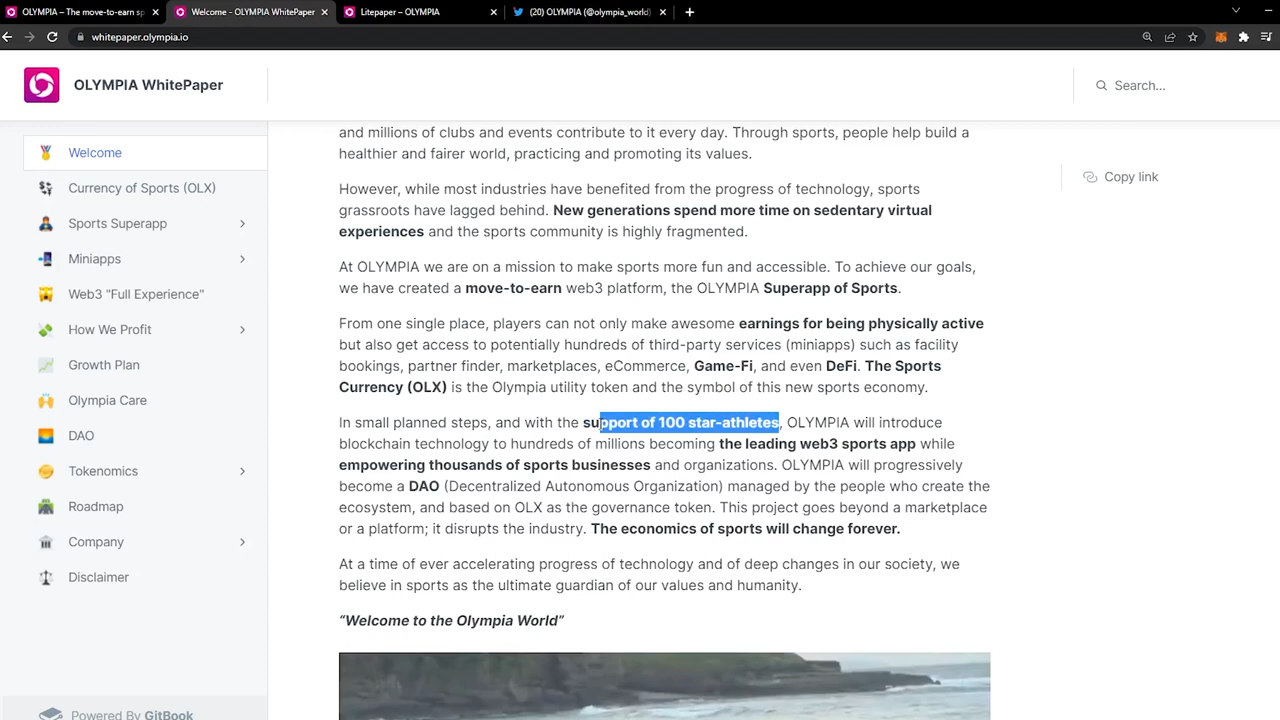 OLYMPIA – The move-to-earn sp
Welcome - OLYMPIA WhitePaper
Litepaper – OLYMPIA
(20) OLYMPIA (@olympia_world)
whitepaper.olympia.io
OLYMPIA WhitePaper
Search...
Welcome
Currency of Sports (OLX)
Sports Superapp
Miniapps
Web3 "Full Experience"
How We Profit
Growth Plan
Olympia Care
DAO
Tokenomics
Roadmap
Company
Disclaimer
Powered By GitBook
and millions of clubs and events contribute to it every day. Through sports, people help build a
healthier and fairer world, practicing and promoting its values.
However, while most industries have benefited from the progress of technology, sports
grassroots have lagged behind. New generations spend more time on sedentary virtual
experiences and the sports community is highly fragmented.
At OLYMPIA we are on a mission to make sports more fun and accessible. To achieve our goals,
we have created a move-to-earn web3 platform, the OLYMPIA Superapp of Sports.
From one single place, players can not only make awesome earnings for being physically active
but also get access to potentially hundreds of third-party services (miniapps) such as facility
bookings, partner finder, marketplaces, eCommerce, Game-Fi, and even DeFi. The Sports
Currency (OLX) is the Olympia utility token and the symbol of this new sports economy.
In small planned steps, and with the support of 100 star-athletes, OLYMPIA will introduce
blockchain technology to hundreds of millions becoming the leading web3 sports app while
empowering thousands of sports businesses and organizations. OLYMPIA will progressively
become a DAO (Decentralized Autonomous Organization) managed by the people who create the
ecosystem, and based on OLX as the governance token. This project goes beyond a marketplace
or a platform; it disrupts the industry. The economics of sports will change forever.
At a time of ever accelerating progress of technology and of deep changes in our society, we
believe in sports as the ultimate guardian of our values and humanity.
“Welcome to the Olympia World”
Copy link